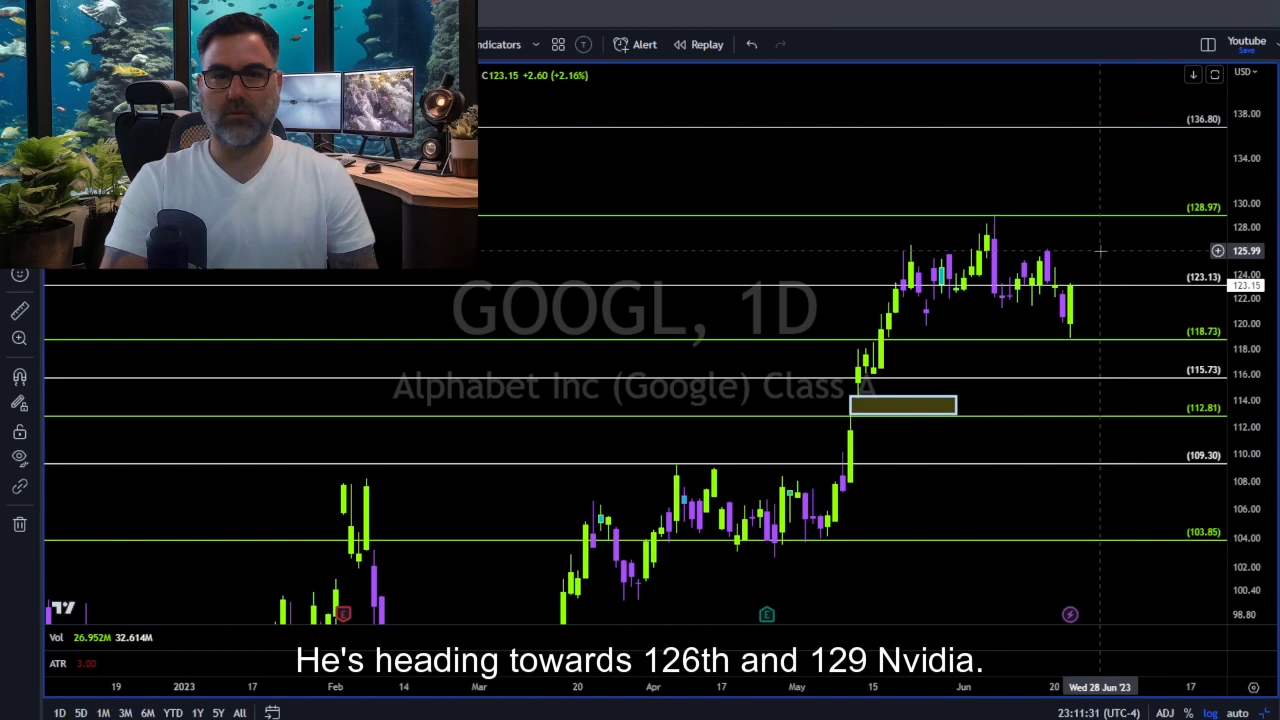 ndicators
Alert
Replay
Youtube
Save
C123.15 +2.60 (+2.16%)
USD
138.00
(136.80)
134.00
130.00
(128.97)
128.00
125.99
124.00
(123.13)
123.15
122.00
GOOGL, 1D
120.00
(118.73)
118.00
(115.73)
116.00
Alphabet Inc (Google) Class A
114.00
(112.81)
112.00
110.00
(109.30)
108.00
106.00
104.00
(103.85)
102.00
100.40
98.80
E
E
Vol 26.952M 32.614M
He's heading towards 126th and 129 Nvidia.
ATR 3.00
19 2023 17 Feb 14 Mar 20 Apr 17 May 15 Jun 20 Wed 28 Jun '23 17
1D 5D 1M 3M 6M YTD 1Y 5Y All 23:11:31 (UTC-4) ADJ % log auto